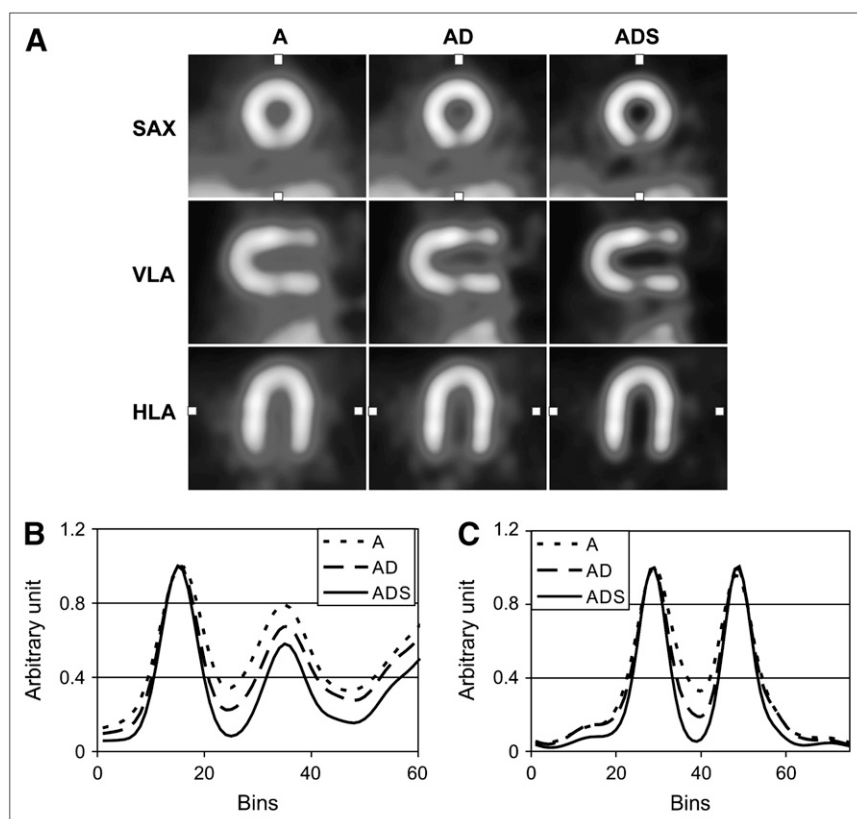 A
A AD ADS
SAX
VLA
HLA
B
1.2
0.8
0.4
0
Arbitrary unit
A
AD
ADS
1 20 40 60
Bins
C
1.2
0.8
0.4
0
Arbitrary unit
A
AD
ADS
0 20 40 60
Bins